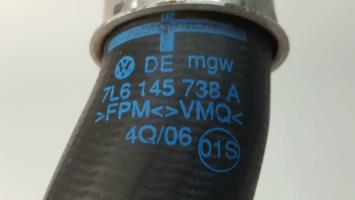 DE mgw
7L6 145 738 A
>FPM<>VMQ<
4Q/06 01S